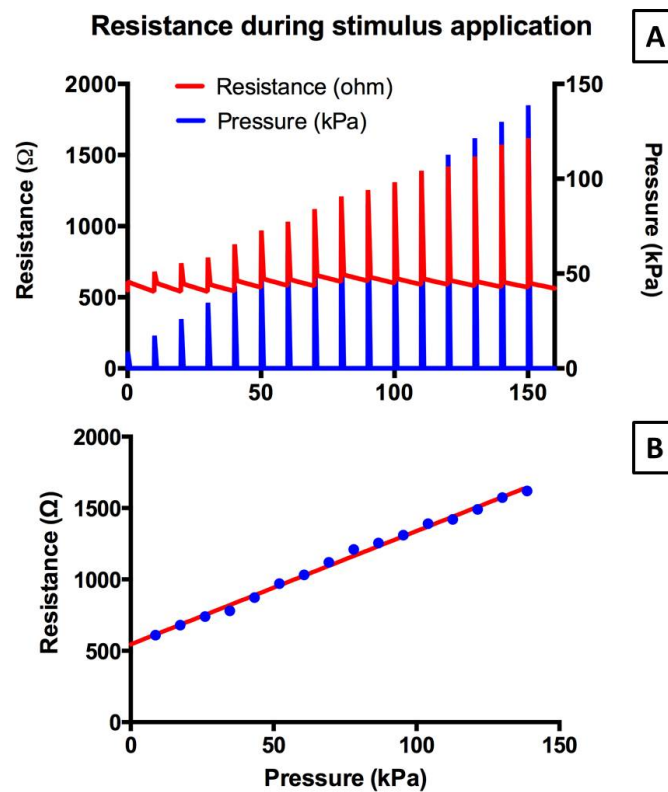 Resistance during stimulus application
A
Resistance (ohm)
Pressure (kPa)
Resistance (Ω)
2000
1500
1000
500
0
150
100
50
0
Pressure
(kPa)
0
50
100
150
B
Resistance (Ω)
2000
1500
1000
500
0
0
50
100
150
Pressure (kPa)